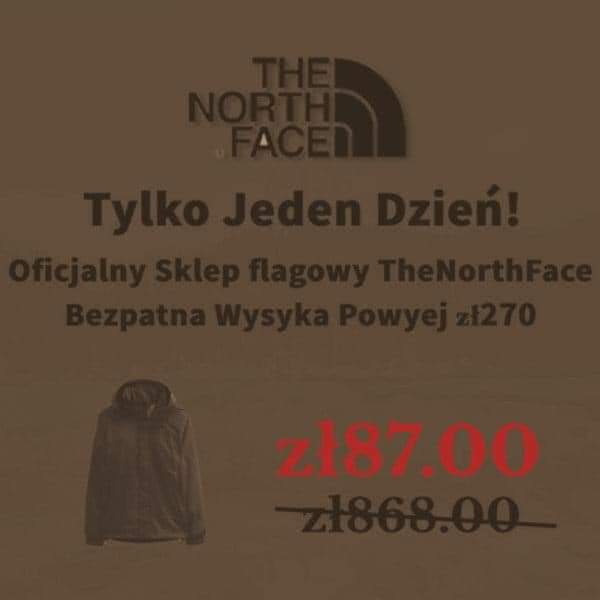 THE
NORTH
FACE
Tylko Jeden Dzień!
Oficjalny Sklep flagowy TheNorthFace
Bezpatna Wysyka Powyej zł270
zł87.00
zł868.00